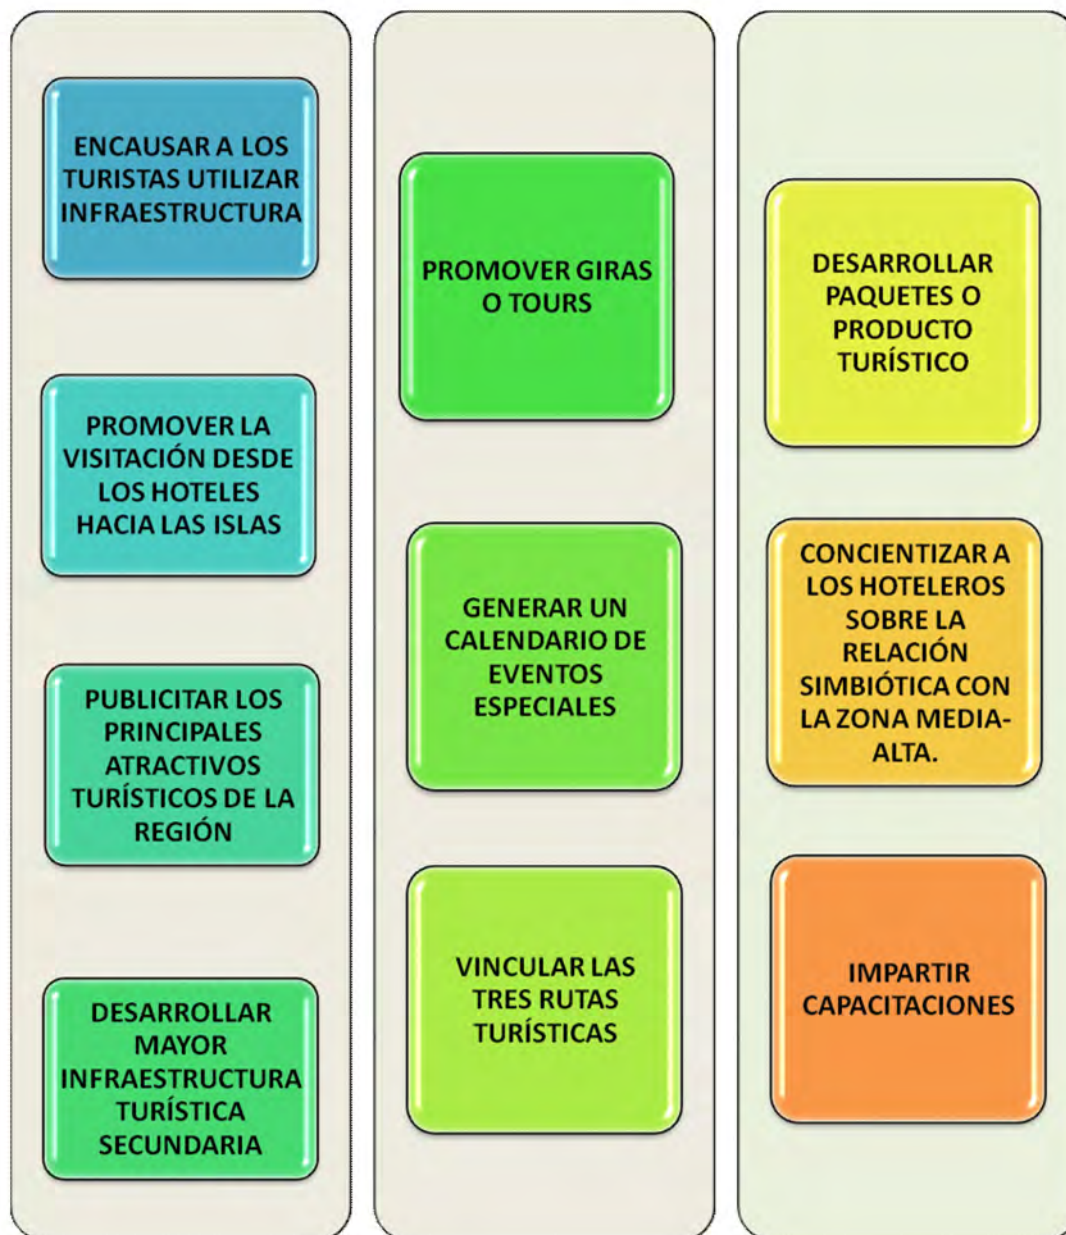 ENCAUSAR A LOS
TURISTAS UTILIZAR
INFRAESTRUCTURA
PROMOVER LA
VISITACIÓN DESDE
LOS HOTELES
HACIA LAS ISLAS
PUBLICITAR LOS
PRINCIPALES
ATRACTIVOS
TURÍSTICOS DE LA
REGIÓN
DESARROLLAR
MAYOR
INFRAESTRUCTURA
TURÍSTICA
SECUNDARIA
PROMOVER GIRAS
O TOURS
GENERAR UN
CALENDARIO DE
EVENTOS
ESPECIALES
VINCULAR LAS
TRES RUTAS
TURÍSTICAS
DESARROLLAR
PAQUETES O
PRODUCTO
TURÍSTICO
CONCIENTIZAR A
LOS HOTELEROS
SOBRE LA
RELACIÓN
SIMBIÓTICA CON
LA ZONA MEDIA-
ALTA.
IMPARTIR
CAPACITACIONES